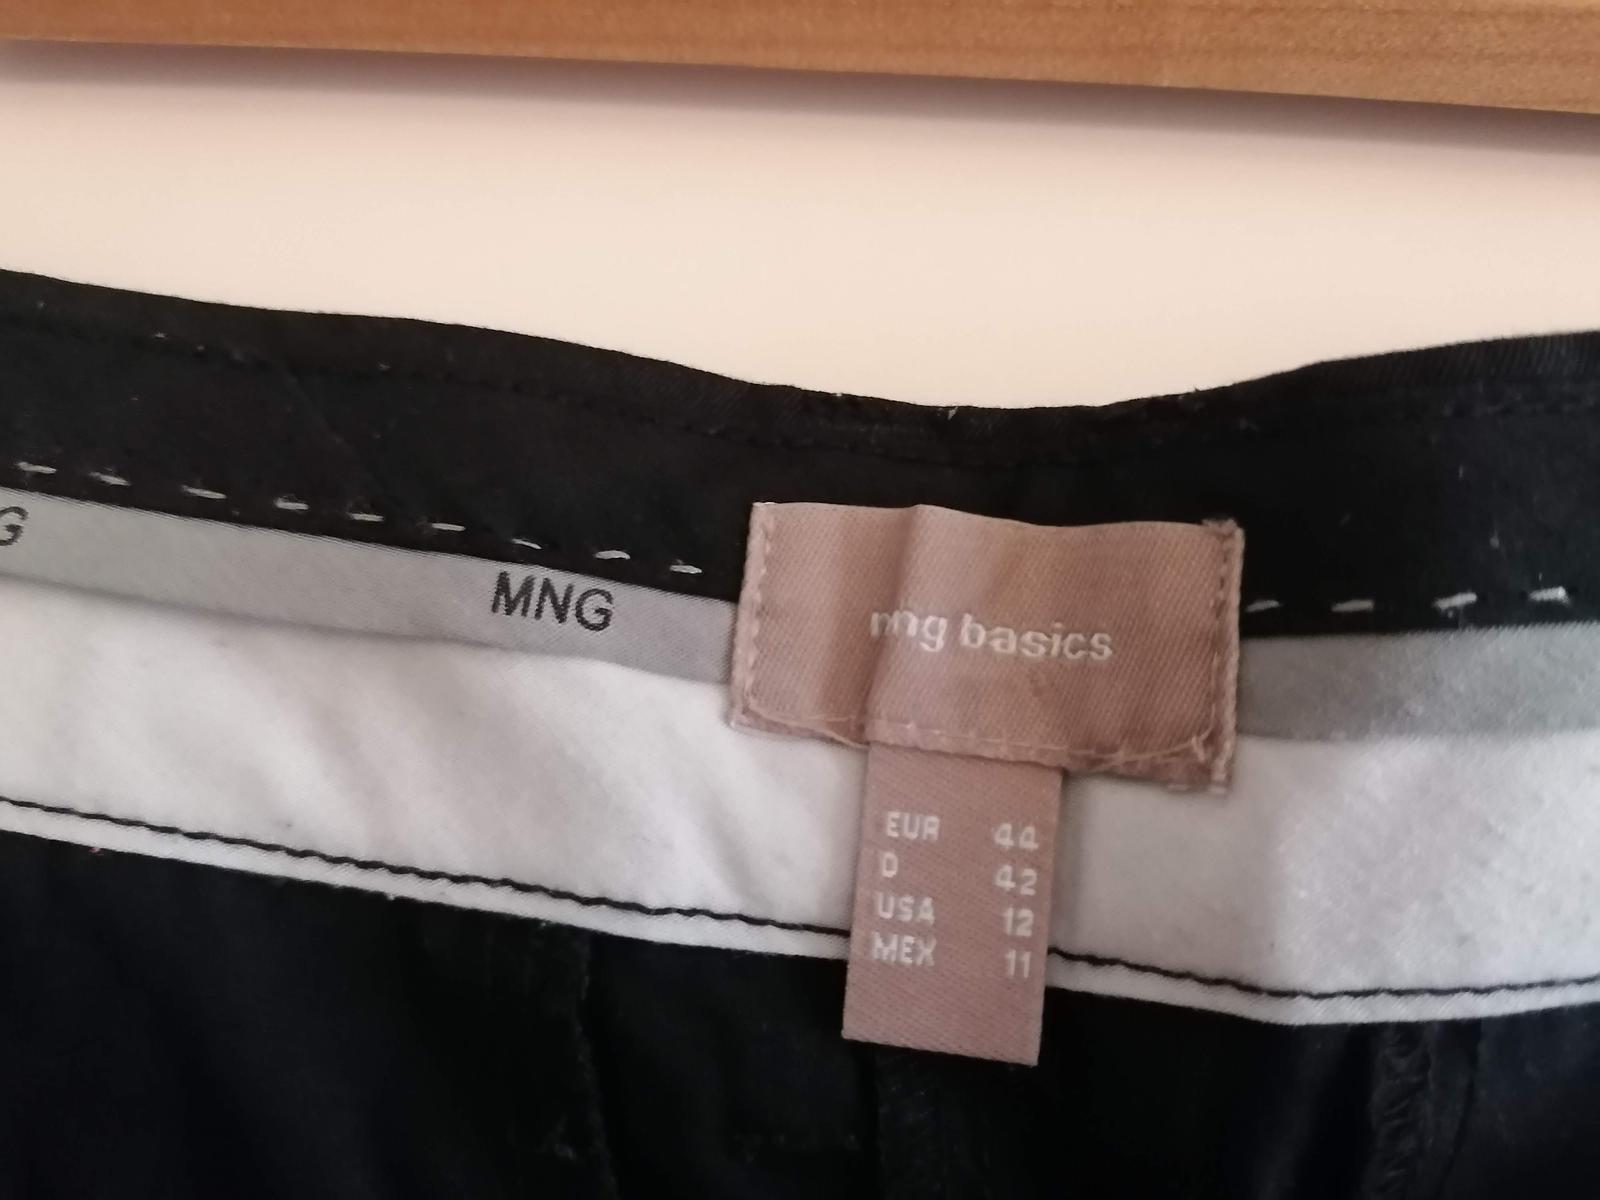 G
MNG
mng basics
EUR 44
D 42
USA 12
MEX 11